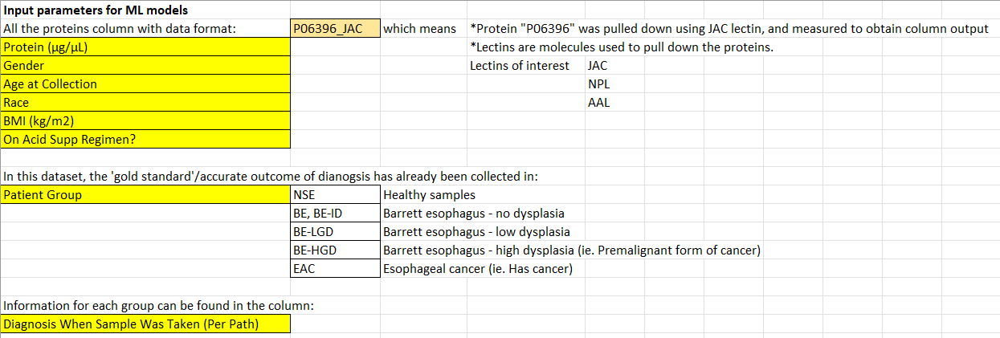 Input parameters for ML models
All the proteins column with data format: P06396_JAC which means *Protein "P06396" was pulled down using JAC lectin, and measured to obtain column output
Protein (µg/µL) *Lectins are molecules used to pull down the proteins.
Gender Lectins of interest JAC
Age at Collection NPL
Race AAL
BMI (kg/m2)
On Acid Supp Regimen?
In this dataset, the 'gold standard'/accurate outcome of dianogsis has already been collected in:
Patient Group NSE Healthy samples
BE, BE-ID Barrett esophagus - no dysplasia
BE-LGD Barrett esophagus - low dysplasia
BE-HGD Barrett esophagus - high dysplasia (ie. Premalignant form of cancer)
EAC Esophageal cancer (ie. Has cancer)
Information for each group can be found in the column:
Diagnosis When Sample Was Taken (Per Path)